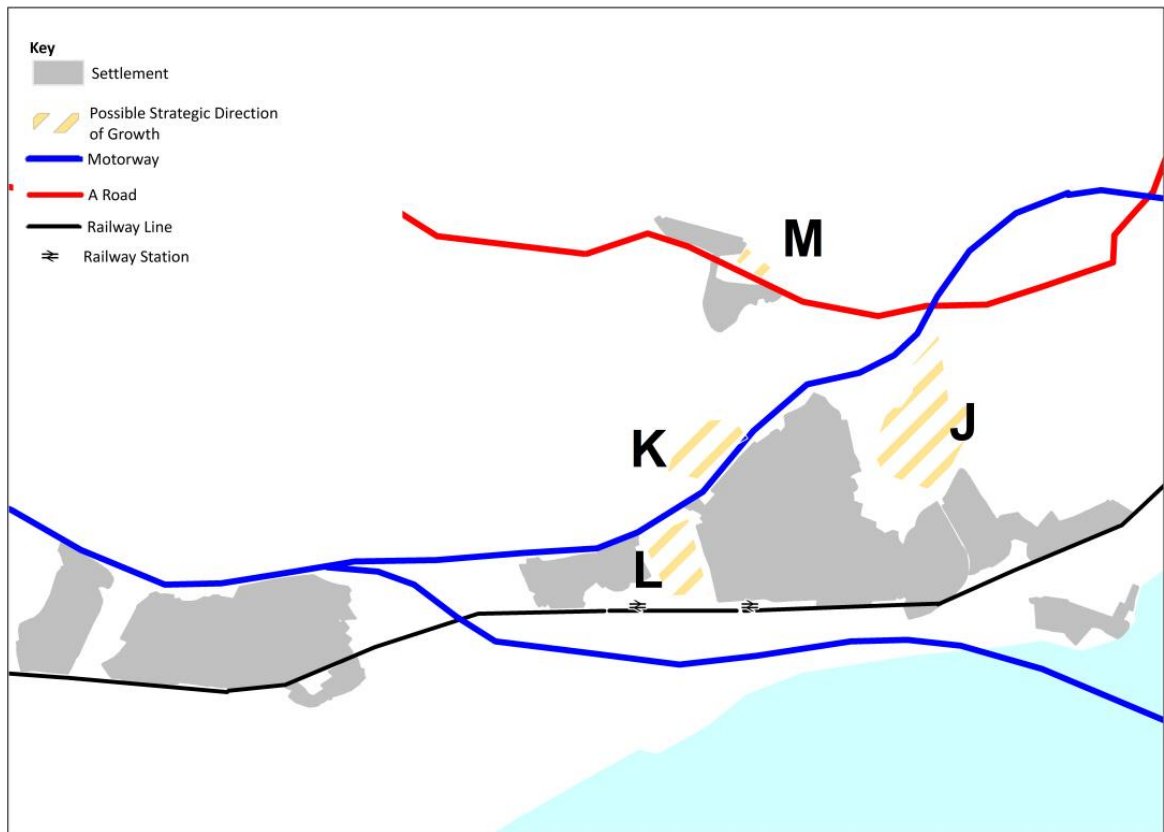 Key
Settlement
Possible Strategic Direction
of Growth
Motorway
A Road
Railway Line
Railway Station
M
J
K
L